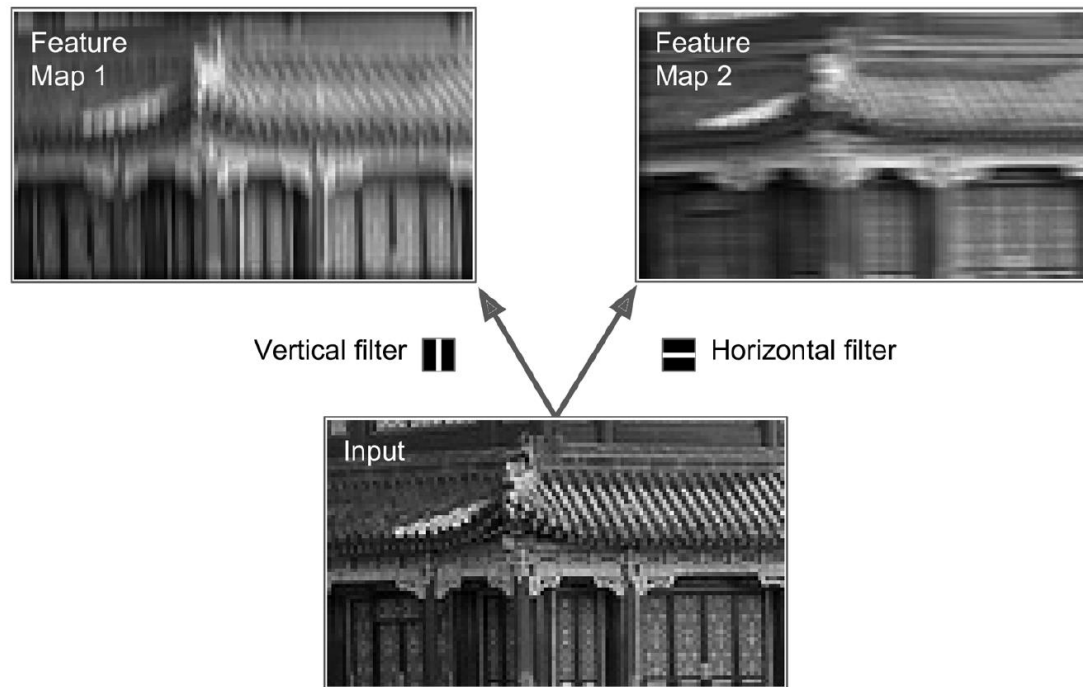 Feature
Map 1
Feature
Map 2
Vertical filter
Horizontal filter
Input